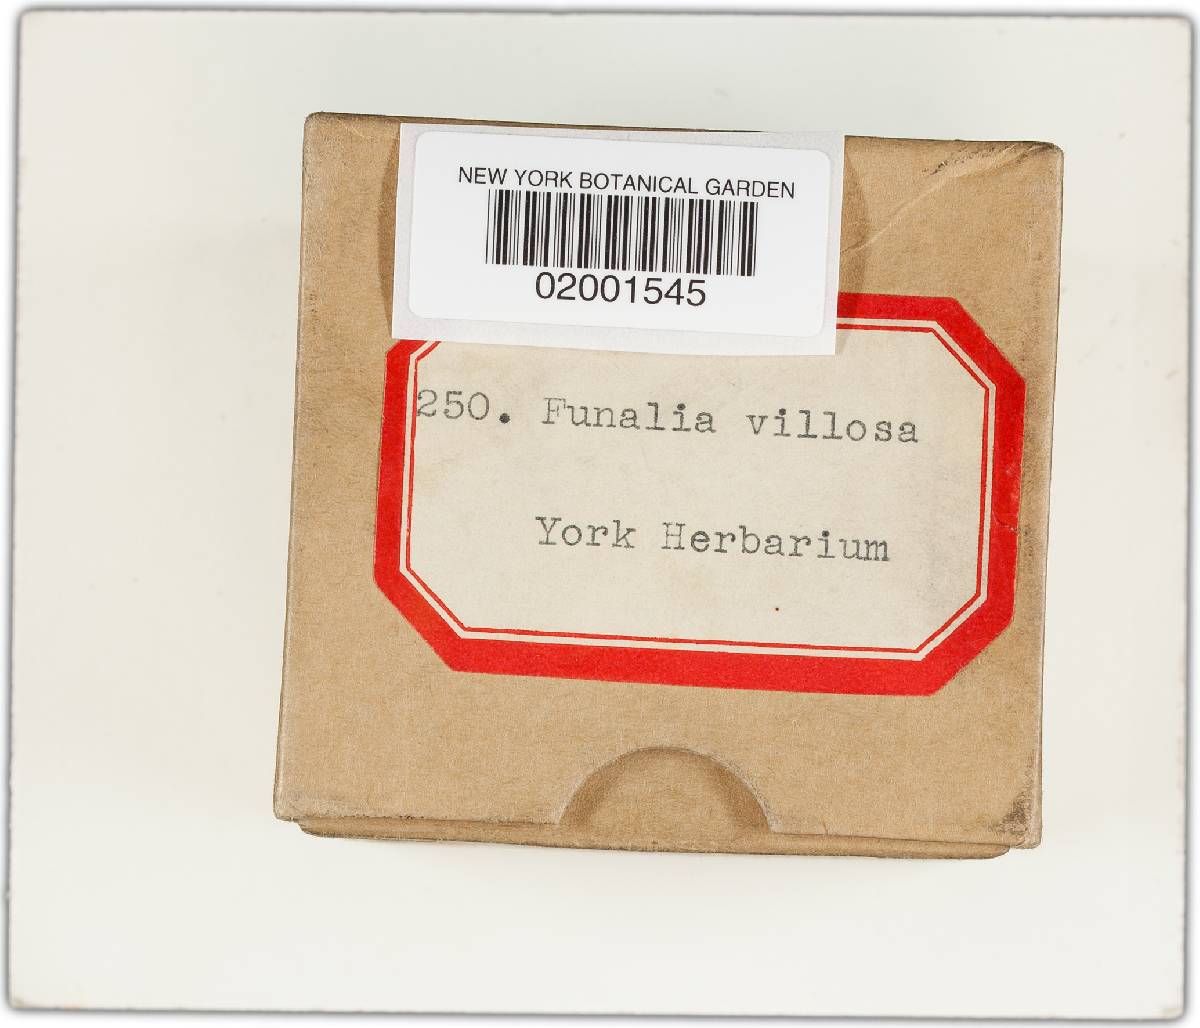 NEW YORK BOTANICAL GARDEN
02001545
250. Funalia villosa
York Herbarium